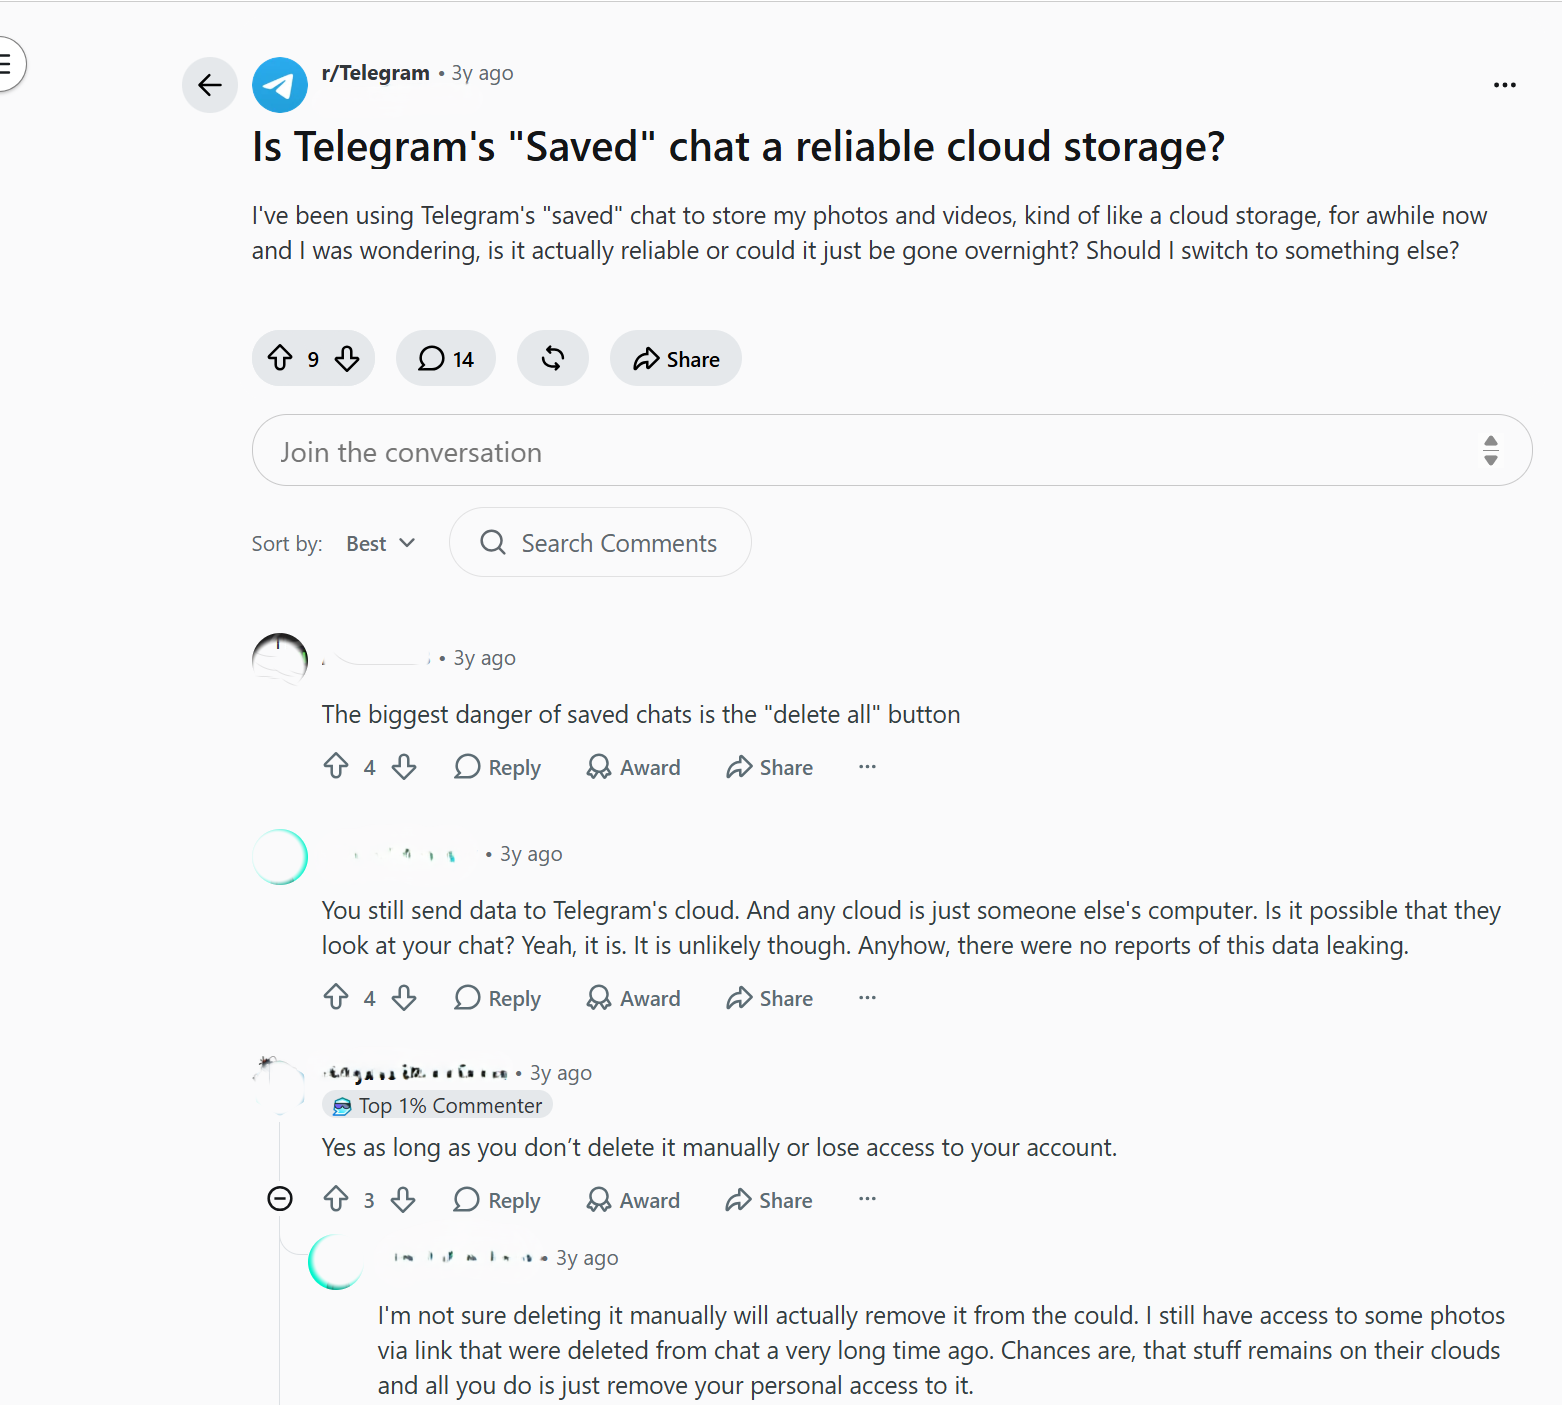 r/Telegram • 3y ago
Is Telegram's "Saved" chat a reliable cloud storage?
I've been using Telegram's "saved" chat to store my photos and videos, kind of like a cloud storage, for awhile now
and I was wondering, is it actually reliable or could it just be gone overnight? Should I switch to something else?
9 14 Share
Join the conversation
Sort by: Best Search Comments
• 3y ago
The biggest danger of saved chats is the "delete all" button
4 Reply Award Share
• 3y ago
You still send data to Telegram's cloud. And any cloud is just someone else's computer. Is it possible that they
look at your chat? Yeah, it is. It is unlikely though. Anyhow, there were no reports of this data leaking.
4 Reply Award Share
• 3y ago
Top 1% Commenter
Yes as long as you don’t delete it manually or lose access to your account.
3 Reply Award Share
• 3y ago
I'm not sure deleting it manually will actually remove it from the could. I still have access to some photos
via link that were deleted from chat a very long time ago. Chances are, that stuff remains on their clouds
and all you do is just remove your personal access to it.